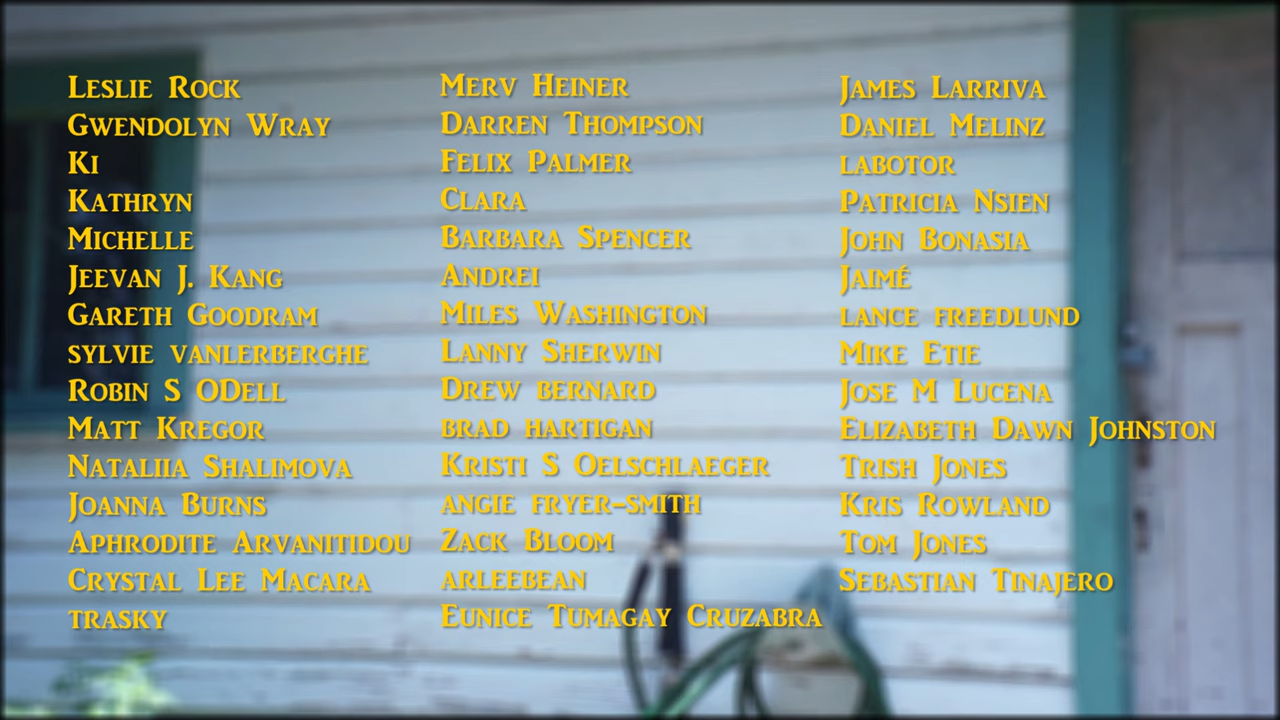 Leslie Rock
Gwendolyn Wray
Ki
Kathryn
Michelle
Jeevan J. Kang
Gareth Goodram
sylvie vanlerberghe
Robin S ODell
Matt Kregor
Nataliia Shalimova
Joanna Burns
Aphrodite Arvanitidou
Crystal Lee Macara
trasky
Merv Heiner
Darren Thompson
Felix Palmer
Clara
Barbara Spencer
Andrei
Miles Washington
Lanny Sherwin
Drew bernard
brad hartigan
Kristi S Oelschlaeger
angie fryer-smith
Zack Bloom
arleebean
Eunice Tumagay Cruzabra
James Larriva
Daniel Melinz
labotor
Patricia Nsien
John Bonasia
Jaimé
lance freedlund
Mike Etie
Jose M Lucena
Elizabeth Dawn Johnston
Trish Jones
Kris Rowland
Tom Jones
Sebastian Tinajero